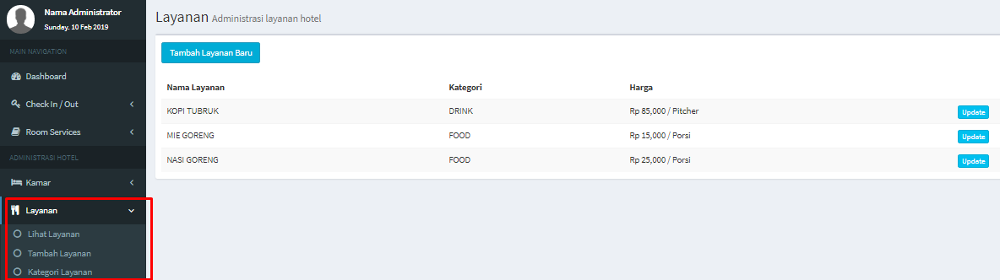 Nama Administrator
Sunday. 10 Feb 2019
MAIN NAVIGATION
Dashboard
Check In / Out
Room Services
ADMINISTRASI HOTEL
Kamar
Layanan
Lihat Layanan
Tambah Layanan
Kategori Layanan
Layanan Administrasi layanan hotel
Tambah Layanan Baru
Nama Layanan Kategori Harga
KOPI TUBRUK DRINK Rp 85,000 / Pitcher Update
MIE GORENG FOOD Rp 15,000 / Porsi Update
NASI GORENG FOOD Rp 25,000 / Porsi Update